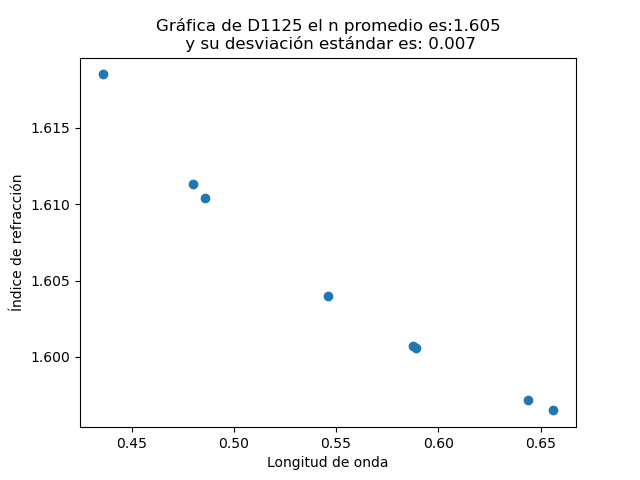 Gráfica de D1125 el n promedio es:1.605
y su desviación estándar es: 0.007
Índice de refracción
1.615
1.610
1.605
1.600
0.45 0.50 0.55 0.60 0.65
Longitud de onda